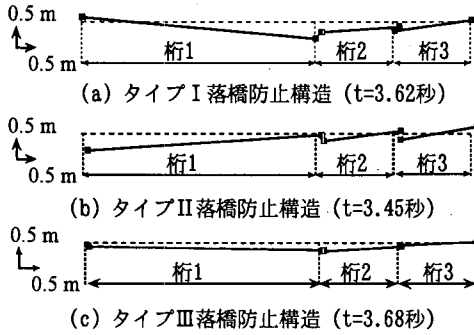 0.5 m
0.5 m
桁1 桁2 桁3
(a) タイプⅠ落橋防止構造 (t=3.62秒)
0.5 m
0.5 m
桁1 桁2 桁3
(b) タイプⅡ落橋防止構造 (t=3.45秒)
0.5 m
0.5 m
桁1 桁2 桁3
(c) タイプⅢ落橋防止構造 (t=3.68秒)